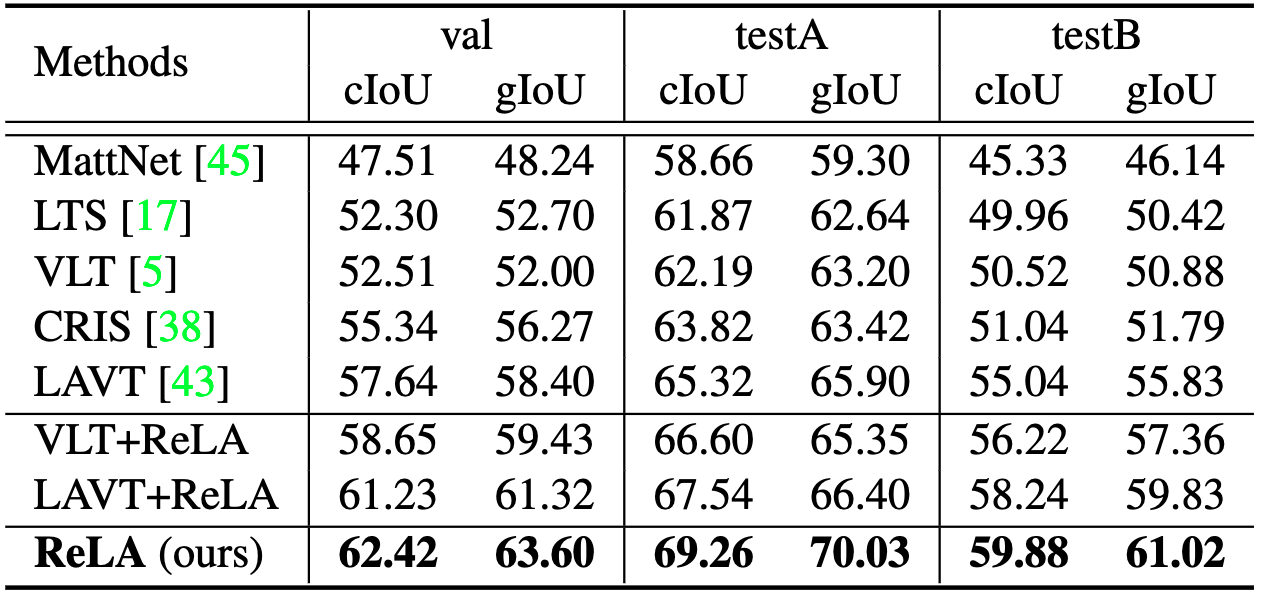 Methods val testA testB
cIoU gIoU cIoU gIoU cIoU gIoU
MattNet [45] 47.51 48.24 58.66 59.30 45.33 46.14
LTS [17] 52.30 52.70 61.87 62.64 49.96 50.42
VLT [5] 52.51 52.00 62.19 63.20 50.52 50.88
CRIS [38] 55.34 56.27 63.82 63.42 51.04 51.79
LAVT [43] 57.64 58.40 65.32 65.90 55.04 55.83
VLT+ReLA 58.65 59.43 66.60 65.35 56.22 57.36
LAVT+ReLA 61.23 61.32 67.54 66.40 58.24 59.83
ReLA (ours) 62.42 63.60 69.26 70.03 59.88 61.02